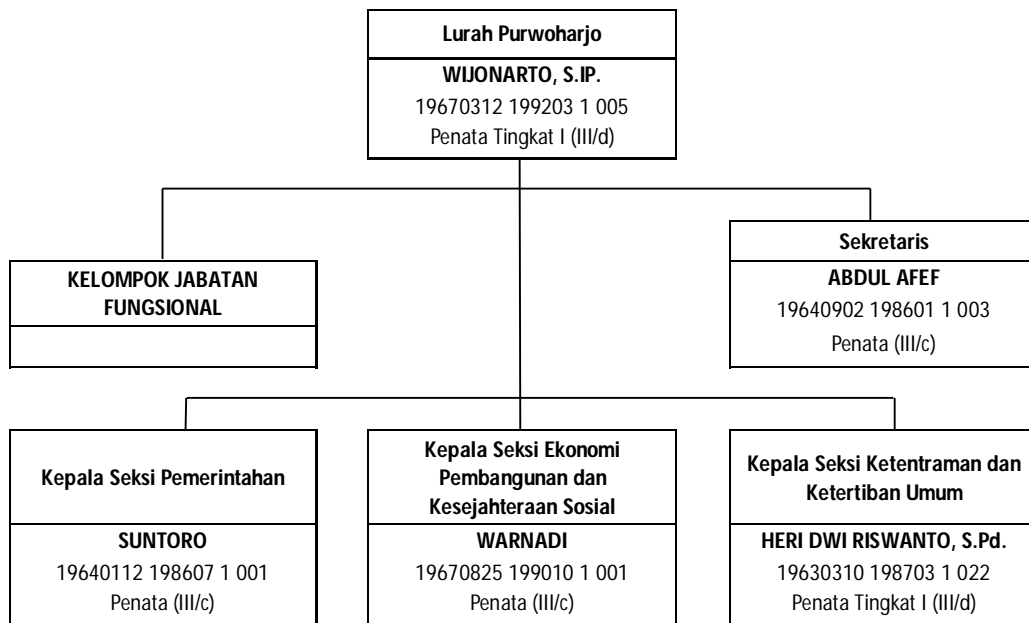 Lurah Purwoharjo
WIJONARTO, S.IP.
19670312 199203 1 005
Penata Tingkat I (III/d)
KELOMPOK JABATAN
FUNGSIONAL
Sekretaris
ABDUL AFEF
19640902 198601 1 003
Penata (III/c)
Kepala Seksi Pemerintahan
SUNTORO
19640112 198607 1 001
Penata (III/c)
Kepala Seksi Ekonomi
Pembangunan dan
Kesejahteraan Sosial
WARNADI
19670825 199010 1 001
Penata (III/c)
Kepala Seksi Ketentraman dan
Ketertiban Umum
HERI DWI RISWANTO, S.Pd.
19630310 198703 1 022
Penata Tingkat I (III/d)